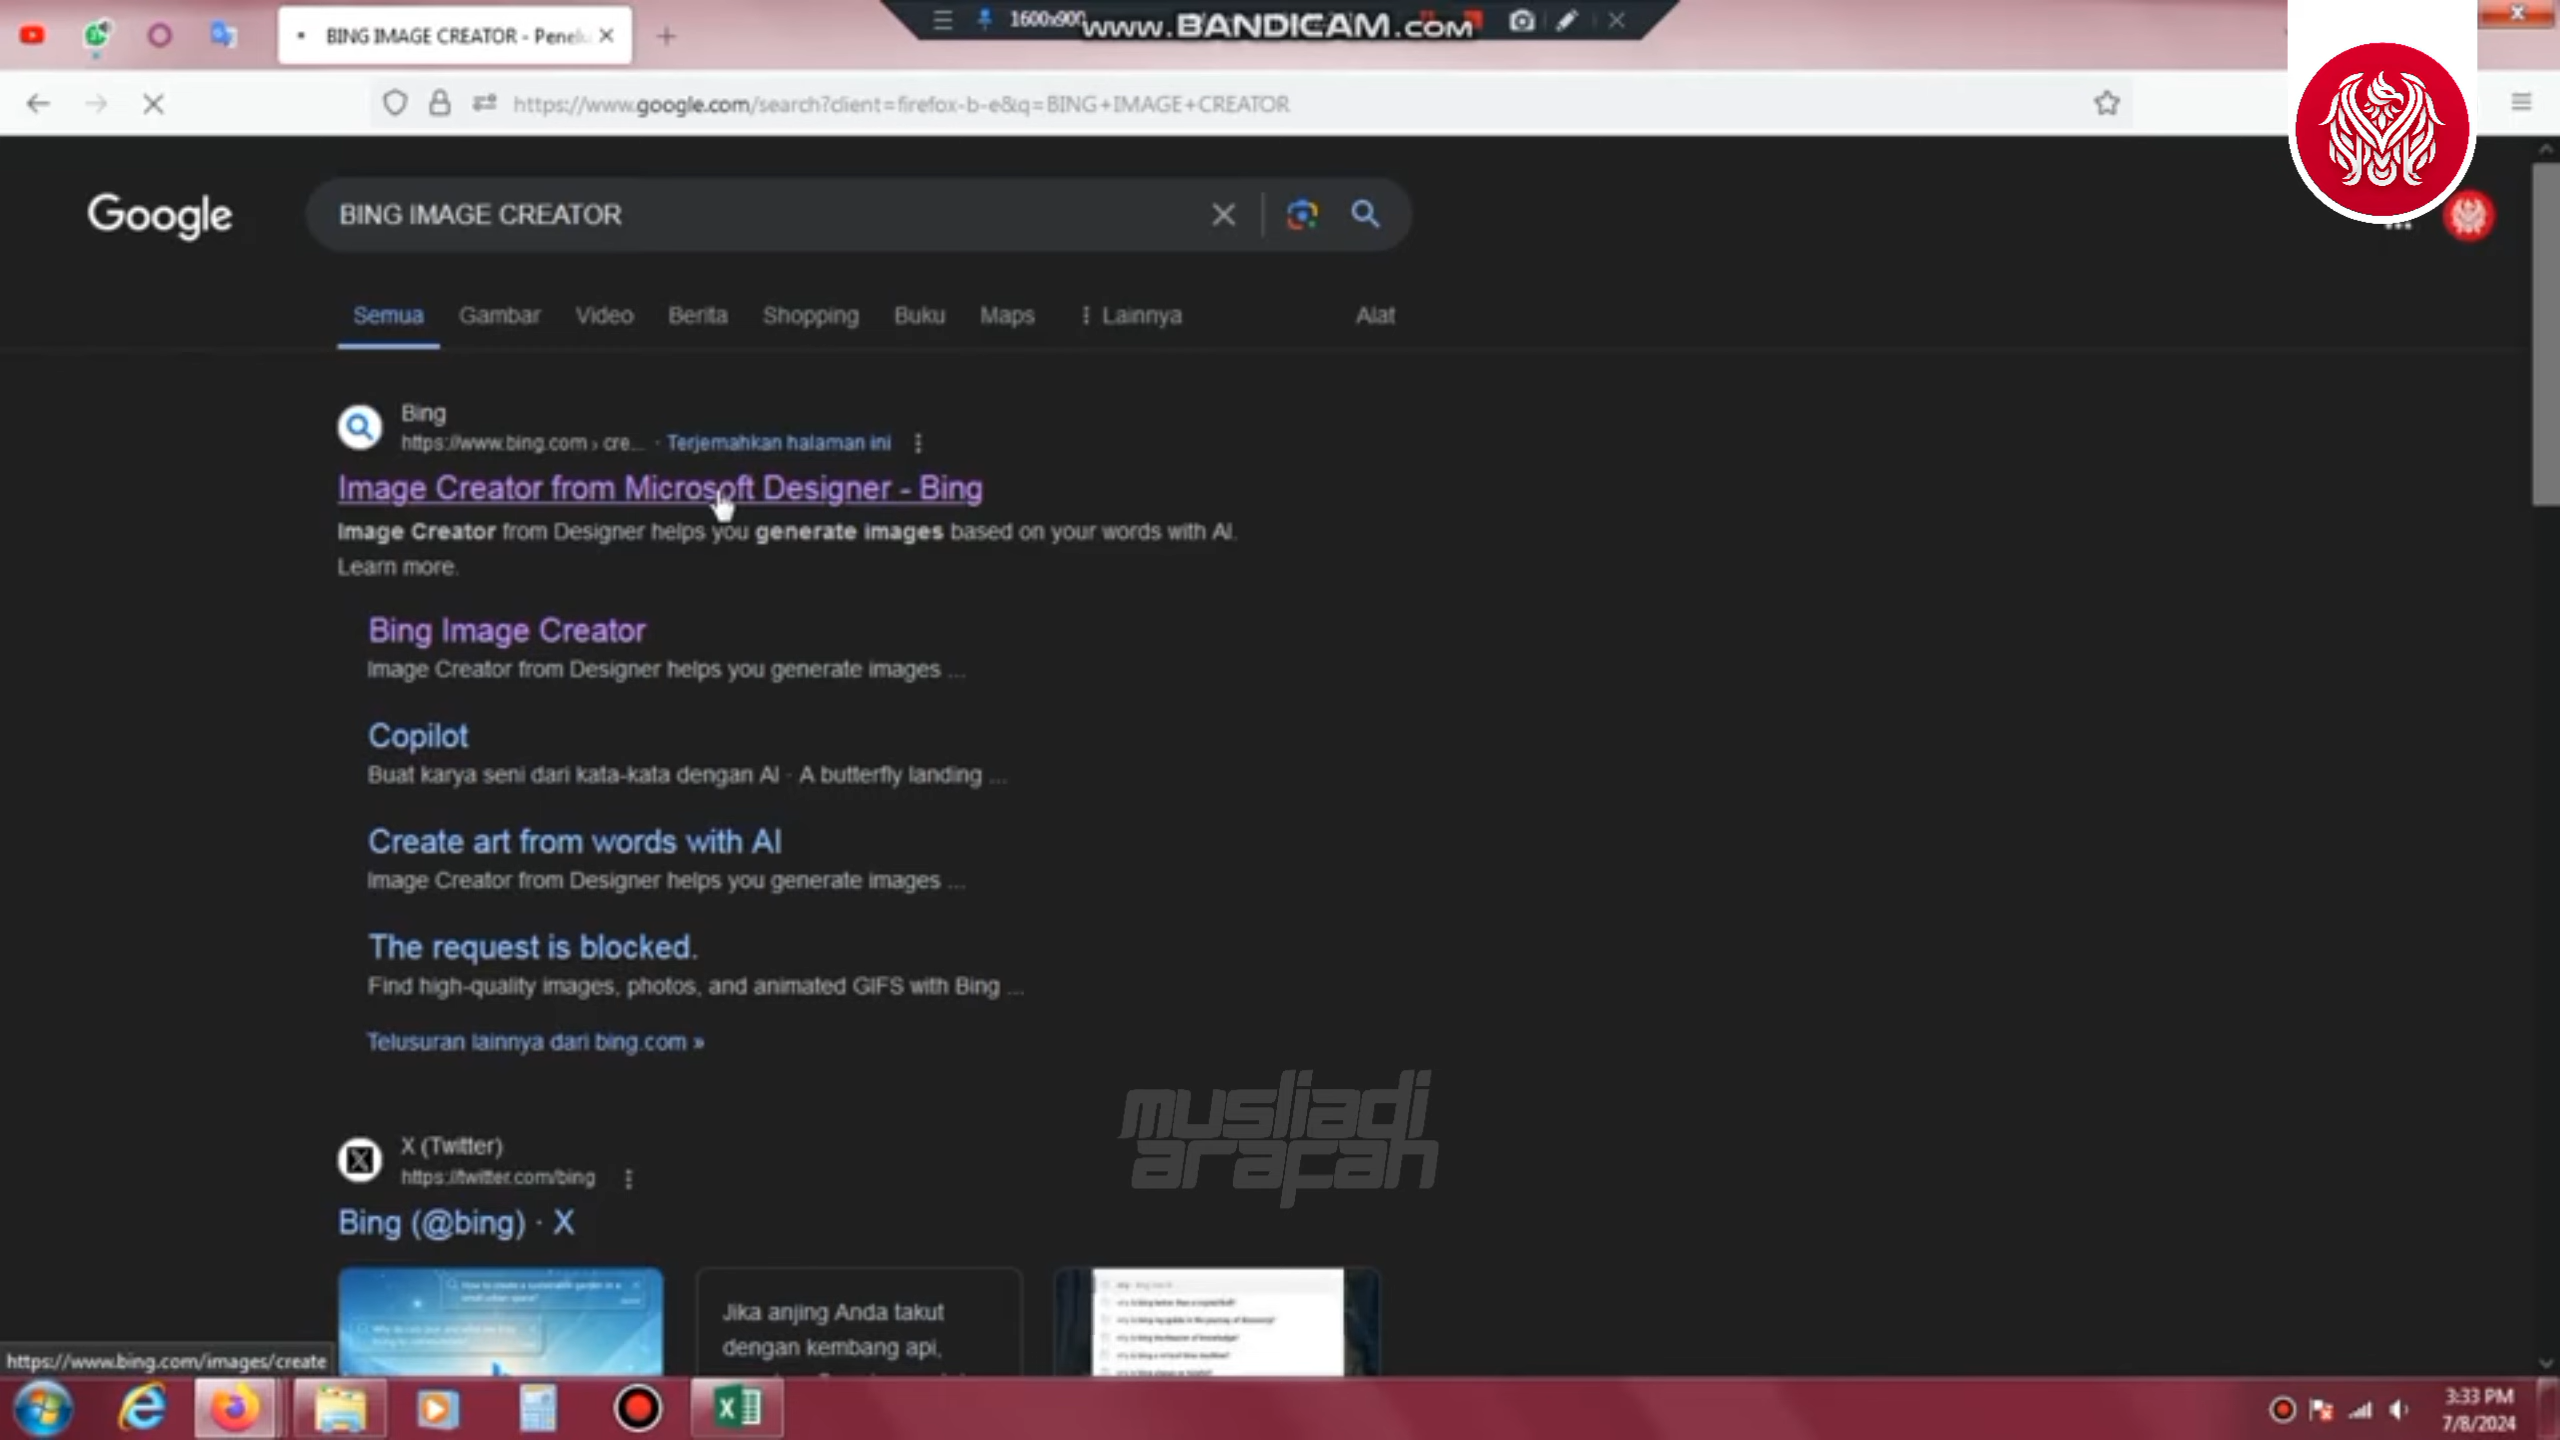 BING IMAGE CREATOR - Penelu
1600x900
www.BANDICAM.com
https://www.google.com/search?client=firefox-b-e&q=BING+IMAGE+CREATOR
Google
BING IMAGE CREATOR
Semua Gambar Video Berita Shopping Buku Maps Lainnya Alat
Bing
https://www.bing.com › cre... · Terjemahkan halaman ini
Image Creator from Microsoft Designer - Bing
Image Creator from Designer helps you generate images based on your words with AI.
Learn more.
Bing Image Creator
Image Creator from Designer helps you generate images ...
Copilot
Buat karya seni dari kata-kata dengan AI · A butterfly landing ...
Create art from words with AI
Image Creator from Designer helps you generate images ...
The request is blocked.
Find high-quality images, photos, and animated GIFS with Bing ...
Telusuran lainnya dari bing.com »
musliadi
arafah
X (Twitter)
https://twitter.com/bing
Bing (@bing) · X
Jika anjing Anda takut
dengan kembang api,
https://www.bing.com/images/create
3:33 PM
7/8/2024